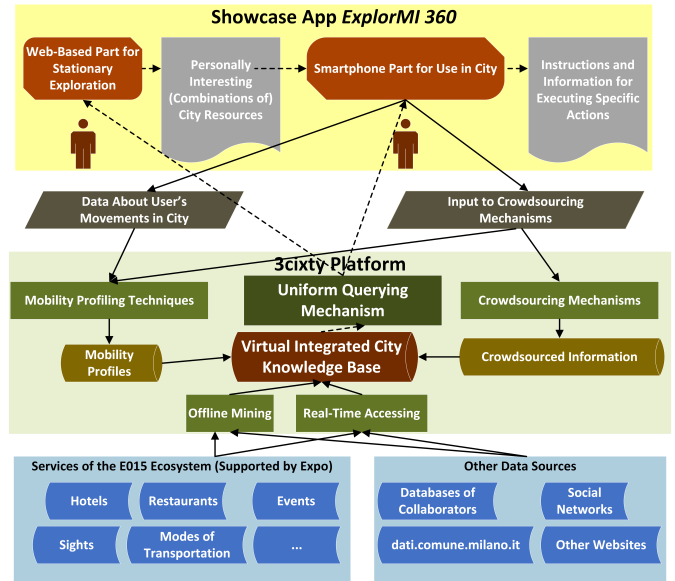 Showcase App ExplorMI 360
Web-Based Part for
Stationary
Exploration
Personally
Interesting
(Combinations of)
City Resources
Smartphone Part for Use in City
Instructions and
Information for
Executing Specific
Actions
Data About User's
Movements in City
Input to Crowdsourcing
Mechanisms
3cixty Platform
Mobility Profiling Techniques
Uniform Querying
Mechanism
Crowdsourcing Mechanisms
Mobility
Profiles
Virtual Integrated City
Knowledge Base
Crowdsourced Information
Offline Mining
Real-Time Accessing
Services of the E015 Ecosystem (Supported by Expo)
Hotels
Restaurants
Events
Sights
Modes of
Transportation
...
Other Data Sources
Databases of
Collaborators
Social
Networks
dati.comune.milano.it
Other Websites